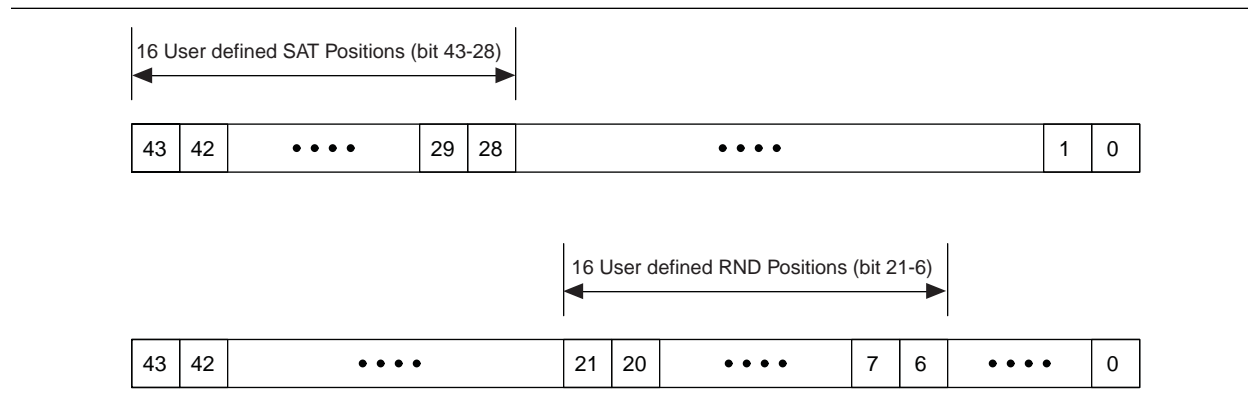 16 User defined SAT Positions (bit 43-28)
43 42 •••• 29 28 •••• 1 0
16 User defined RND Positions (bit 21-6)
43 42 •••• 21 20 •••• 7 6 •••• 0